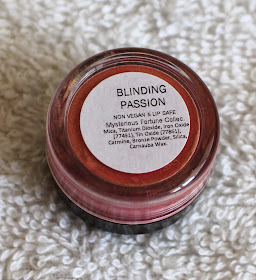 BLINDING
PASSION
NON VEGAN & LIP SAFE
Mysterious Fortune Collec.
Mica, Titanium Dioxide, Iron Oxide
(77491), Tin Oxide (77861),
Carmine, Bronze Powder, Silica,
Carnauba Wax.